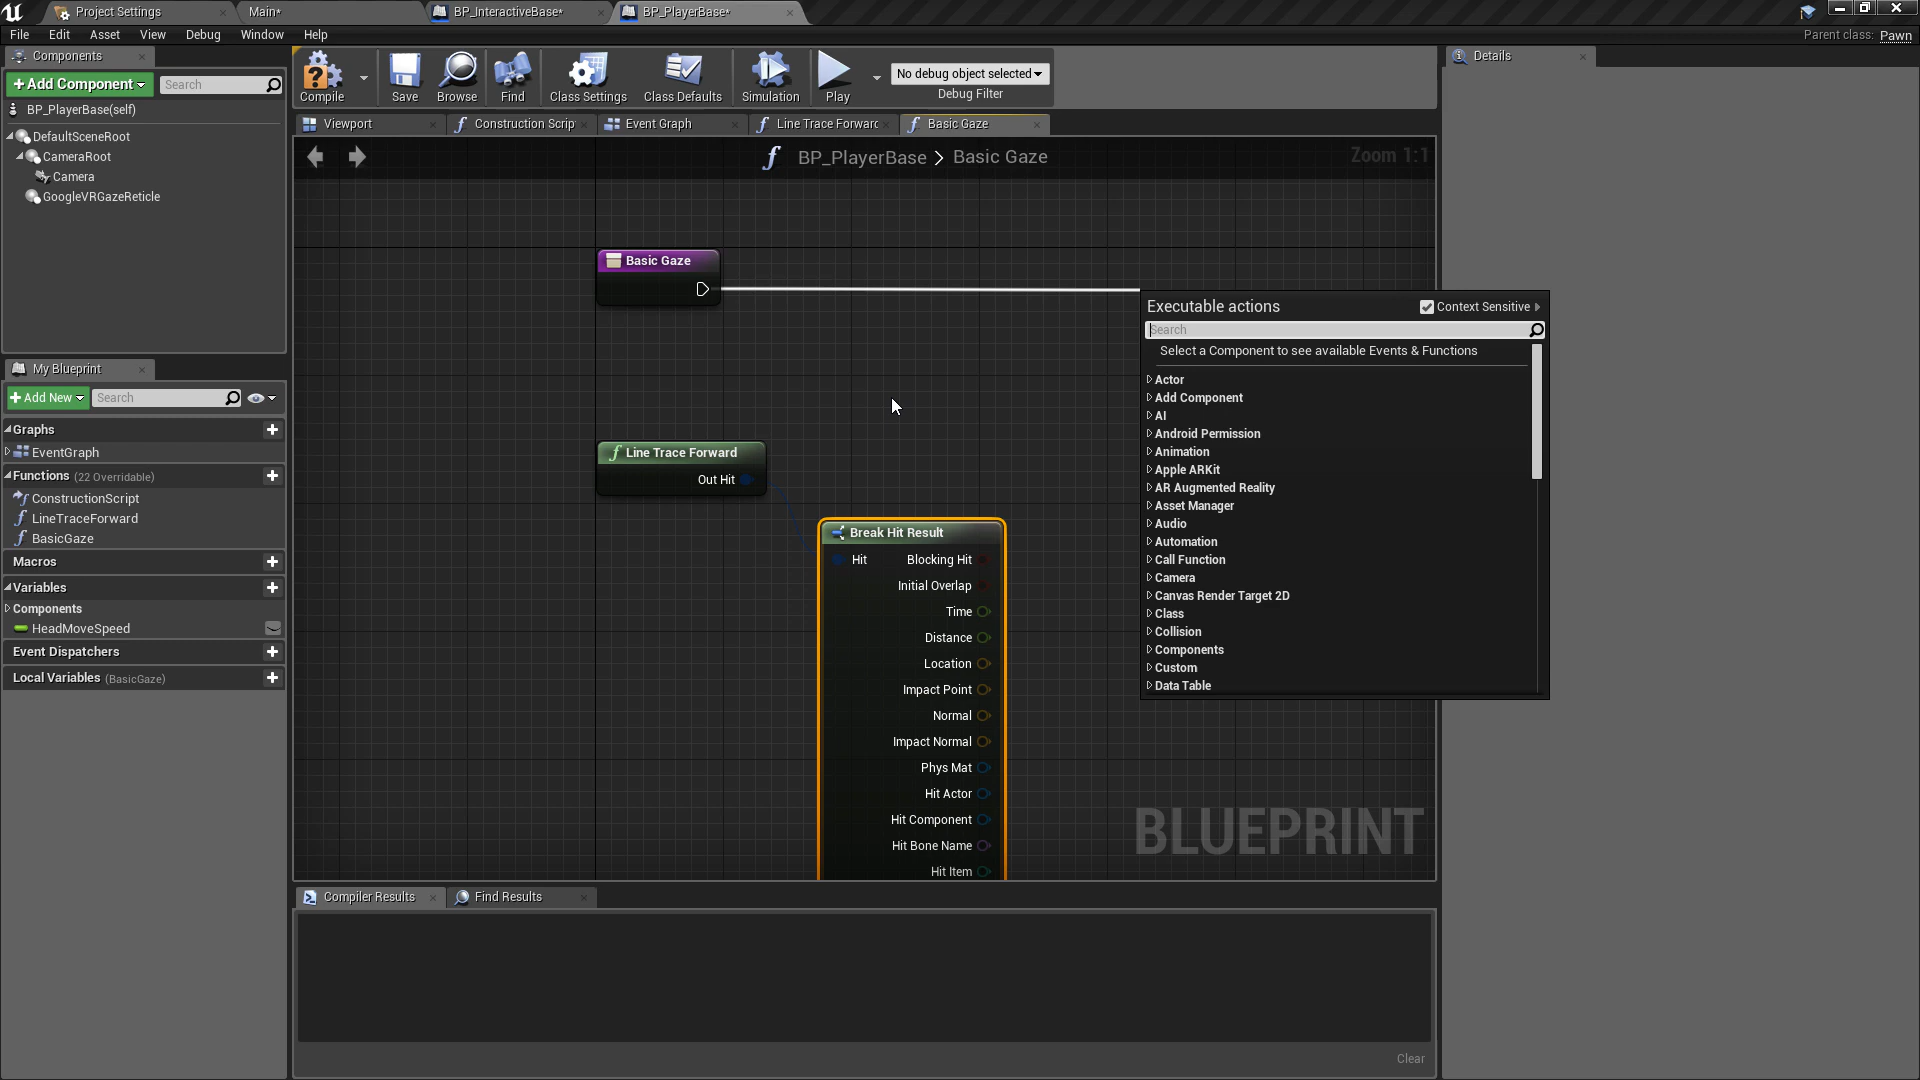 Project Settings
Main*
BP_InteractiveBase*
BP_PlayerBase*
File Edit Asset View Debug Window Help
Parent class: Pawn
Components
+Add Component
Search
BP_PlayerBase(self)
DefaultSceneRoot
CameraRoot
Camera
GoogleVRGazeReticle
My Blueprint
+Add New
Search
Graphs
EventGraph
Functions (22 Overridable)
ConstructionScript
LineTraceForward
BasicGaze
Macros
Variables
Components
HeadMoveSpeed
Event Dispatchers
Local Variables (BasicGaze)
Compile Save Browse Find Class Settings Class Defaults Simulation Play
No debug object selected
Debug Filter
Viewport
Construction Scrip
Event Graph
Line Trace Forward
Basic Gaze
BP_PlayerBase > Basic Gaze
Zoom 1:1
Basic Gaze
Line Trace Forward
Out Hit
Break Hit Result
Hit Blocking Hit
Initial Overlap
Time
Distance
Location
Impact Point
Normal
Impact Normal
Phys Mat
Hit Actor
Hit Component
Hit Bone Name
Hit Item
Executable actions
Context Sensitive
Search
Select a Component to see available Events & Functions
Actor
Add Component
AI
Android Permission
Animation
Apple ARKit
AR Augmented Reality
Asset Manager
Audio
Automation
Call Function
Camera
Canvas Render Target 2D
Class
Collision
Components
Custom
Data Table
BLUEPRINT
Compiler Results
Find Results
Clear
Details